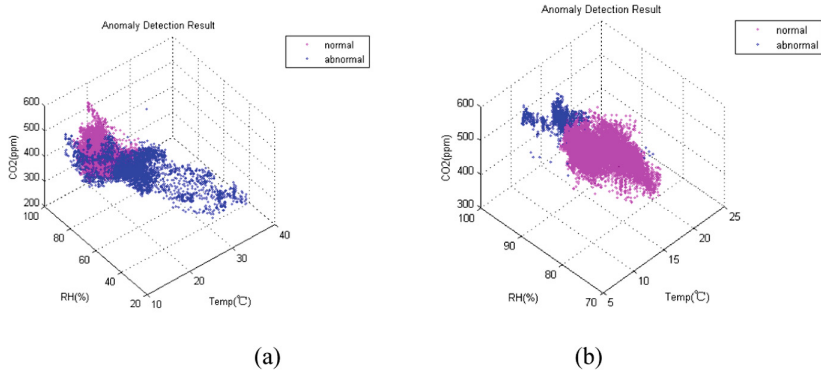 Anomaly Detection Result
normal
abnormal
600
500
400
300
200
CO2(ppm)
100
80
60
40
20
RH(%)
10
20
30
40
Temp(℃)
(a)
Anomaly Detection Result
normal
abnormal
600
500
400
300
CO2(ppm)
100
90
80
70
RH(%)
5
10
15
20
25
Temp(℃)
(b)